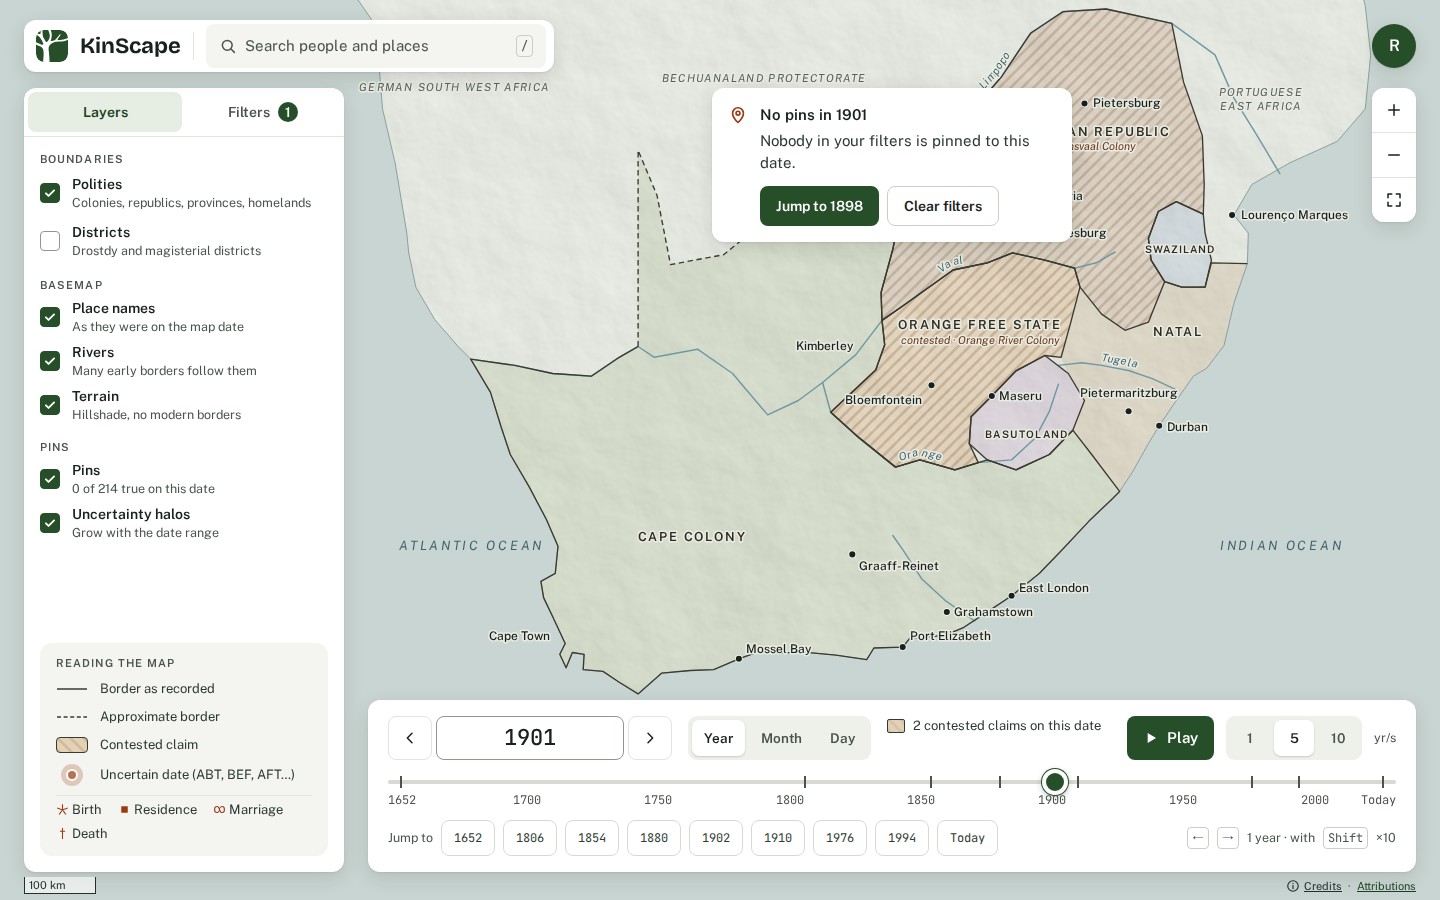 KinScape
Search people and places
/
R
Layers
Filters 1
BOUNDARIES
Polities
Colonies, republics, provinces, homelands
Districts
Drostdy and magisterial districts
BASEMAP
Place names
As they were on the map date
Rivers
Many early borders follow them
Terrain
Hillshade, no modern borders
PINS
Pins
0 of 214 true on this date
Uncertainty halos
Grow with the date range
READING THE MAP
Border as recorded
Approximate border
Contested claim
Uncertain date (ABT, BEF, AFT…)
Birth
Residence
Marriage
Death
100 km
GERMAN SOUTH WEST AFRICA
BECHUANALAND PROTECTORATE
Limpopo
Pietersburg
PORTUGUESE
EAST AFRICA
AN REPUBLIC
nsvaal Colony
No pins in 1901
Nobody in your filters is pinned to this
date.
Jump to 1898
Clear filters
ia
esburg
Lourenço Marques
SWAZILAND
Vaal
ORANGE FREE STATE
contested · Orange River Colony
NATAL
Kimberley
Tugela
Bloemfontein
Maseru
Pietermaritzburg
Durban
BASUTOLAND
Orange
CAPE COLONY
ATLANTIC OCEAN
INDIAN OCEAN
Graaff-Reinet
East London
Grahamstown
Cape Town
Port Elizabeth
Mossel Bay
1901
Year
Month
Day
2 contested claims on this date
Play
1
5
10
yr/s
1652
1700
1750
1800
1850
1900
1950
2000
Today
Jump to
1652
1806
1854
1880
1902
1910
1976
1994
Today
← → 1 year · with Shift ×10
Credits · Attributions